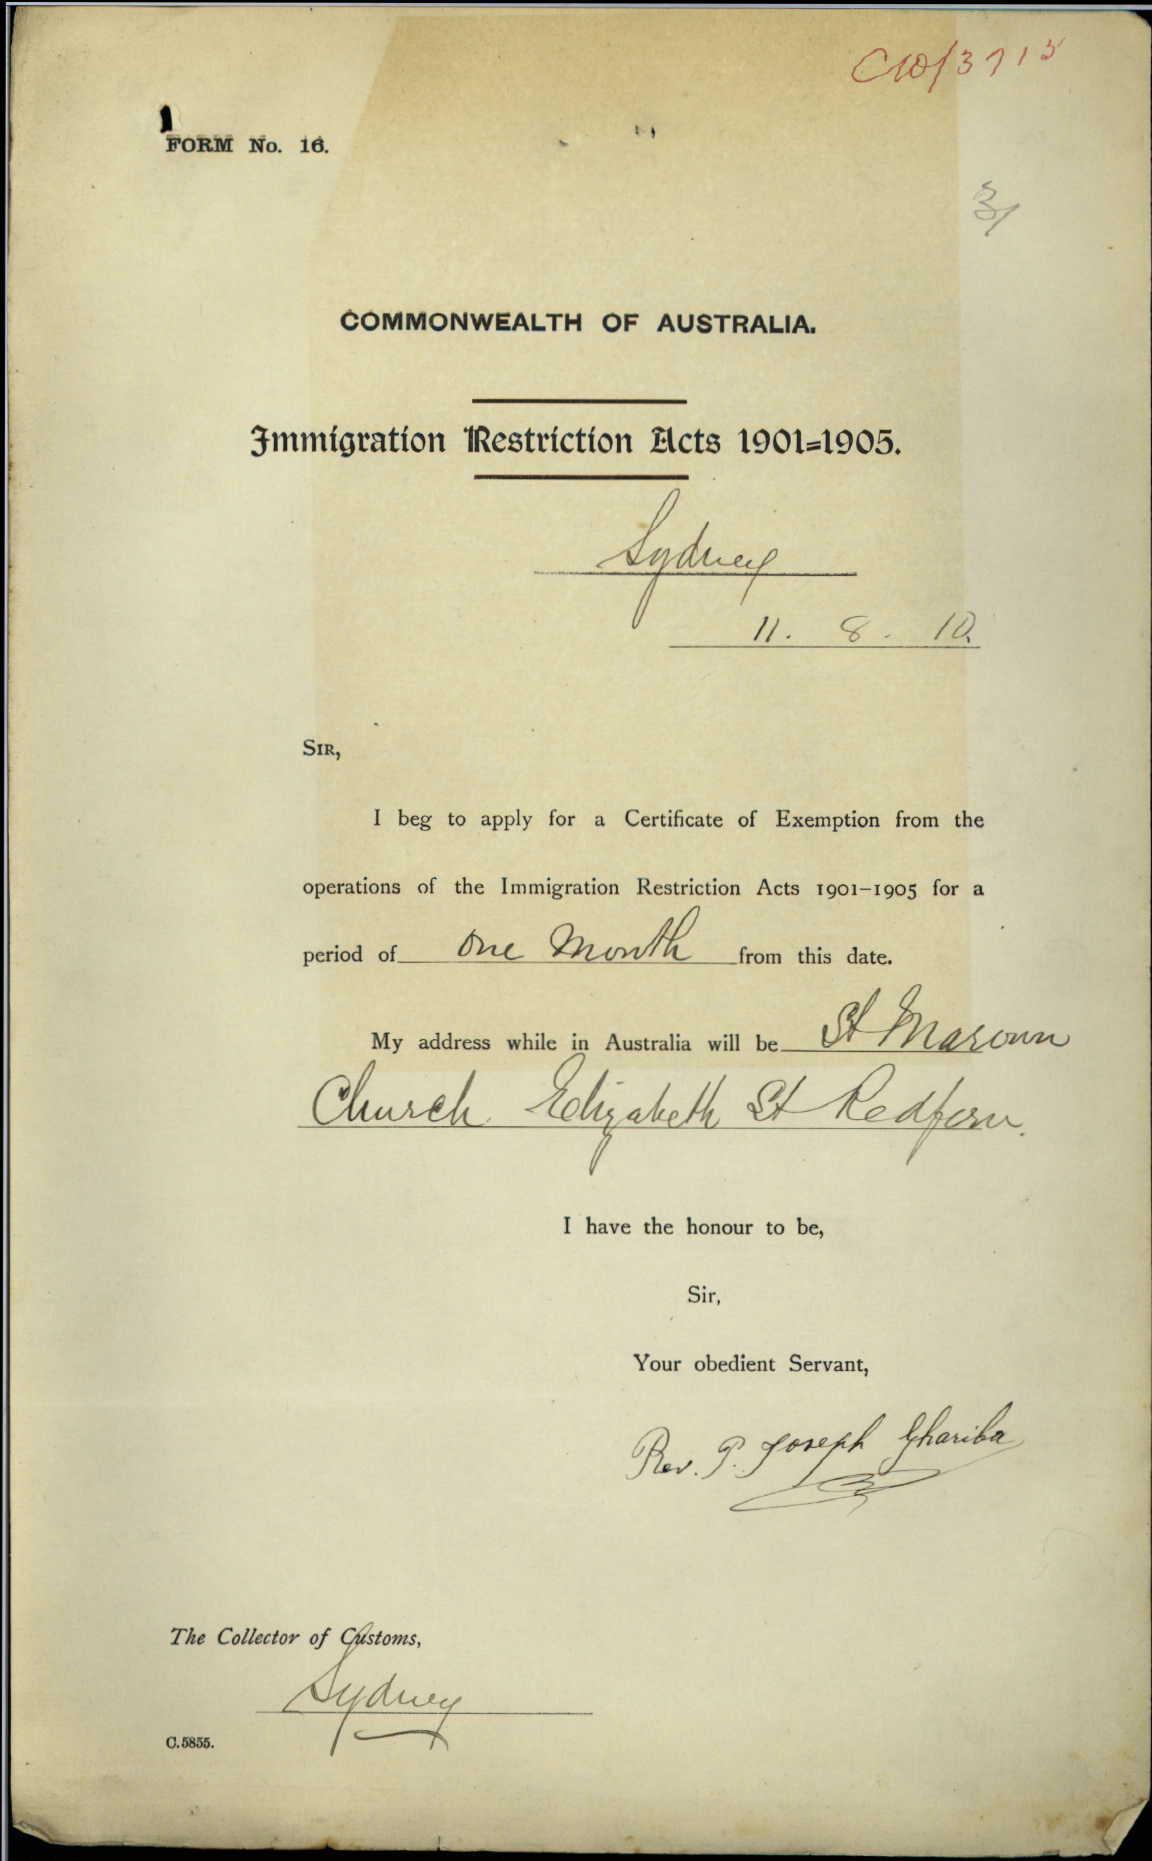 C10/3715
FORM No. 16.
31
COMMONWEALTH OF AUSTRALIA.
Immigration Restriction Acts 1901=1905.
Sydney
11. 8. 10.
SIR,
I beg to apply for a Certificate of Exemption from the
operations of the Immigration Restriction Acts 1901–1905 for a
period of one Month from this date.
My address while in Australia will be St Maroun
Church Elizabeth St Redfern.
I have the honour to be,
Sir,
Your obedient Servant,
Rev. P. Joseph Ghariba
The Collector of Customs,
Sydney
C.5855.